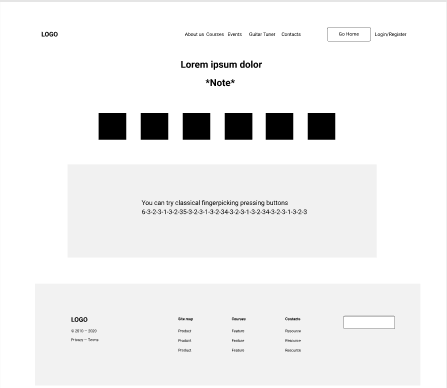 LOGO
About us Courses Events Guitar Tuner Contacts Go Home Login/Register
Lorem ipsum dolor
*Note*
You can try classical fingerpicking pressing buttons
6-3-2-3-1-3-2-35-3-2-3-1-3-2-34-3-2-3-1-3-2-34-3-2-3-1-3-2-3
LOGO
© 2010 — 2020
Privacy — Terms
Site map
Product
Product
Product
Courses
Feature
Feature
Feature
Contacts
Resource
Resource
Resource